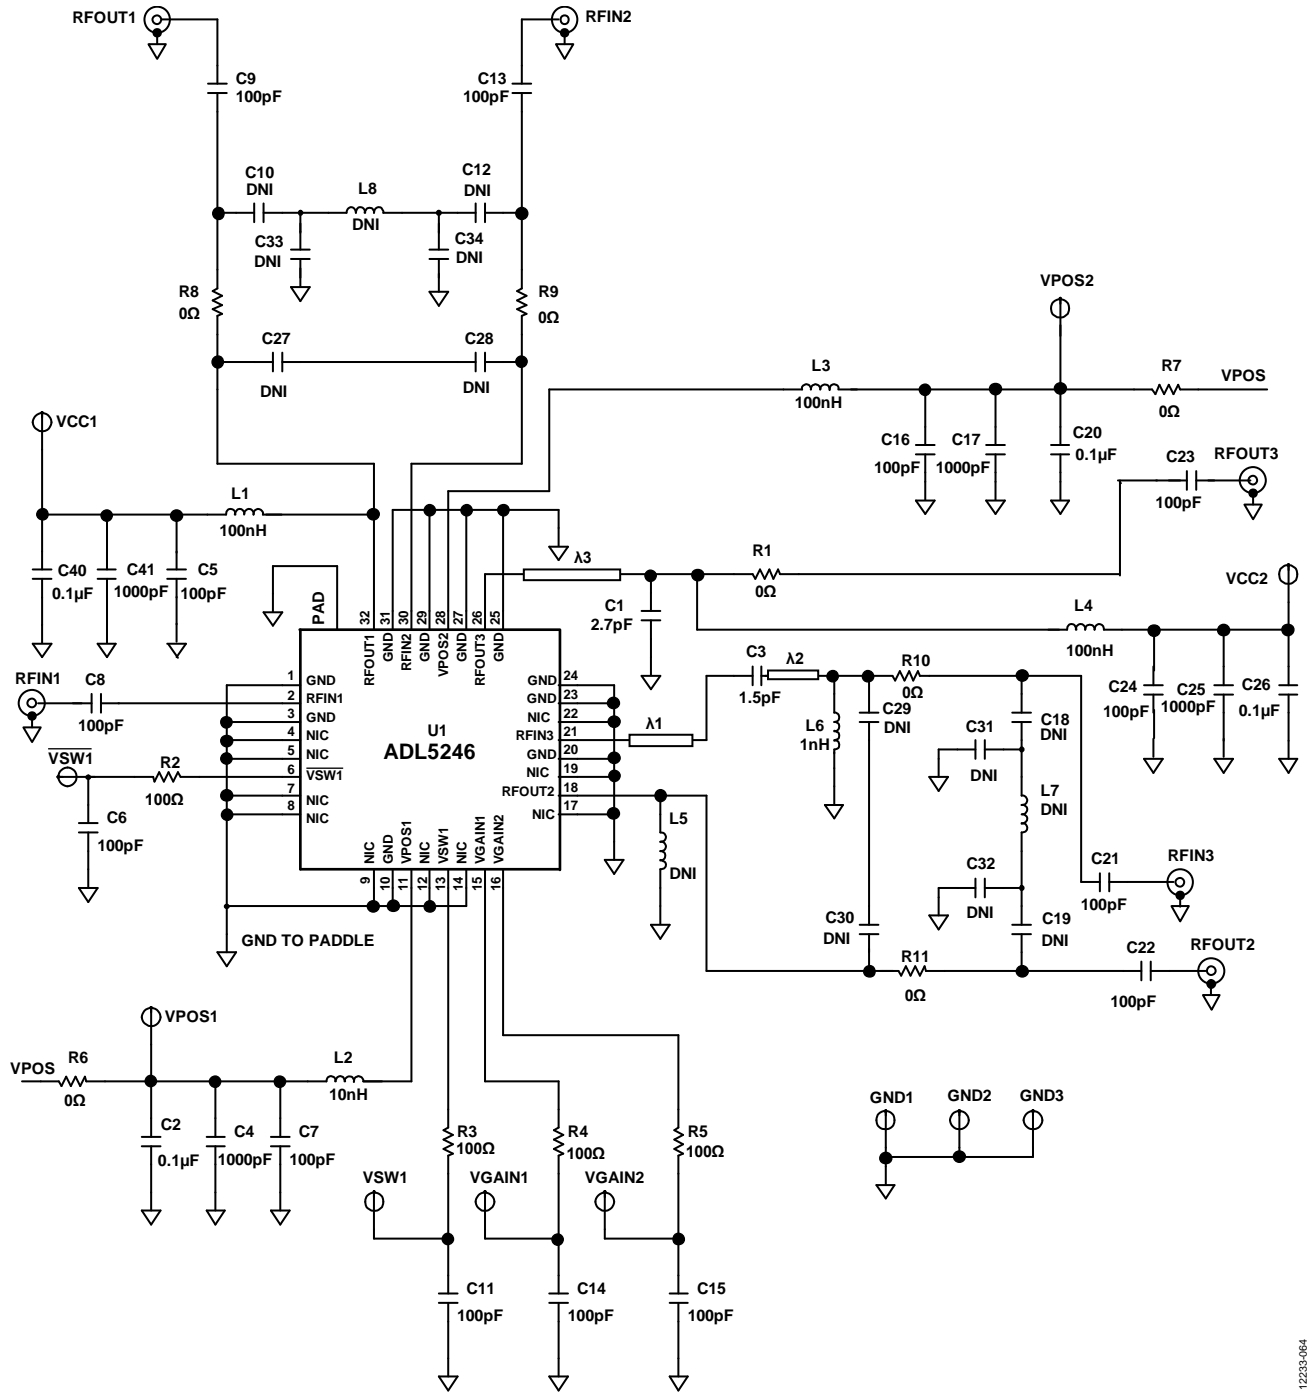 RFOUT1
RFIN2
C9
100pF
C13
100pF
C10
DNI
L8
DNI
C12
DNI
C33
DNI
C34
DNI
R8
0Ω
R9
0Ω
C27
DNI
C28
DNI
VPOS2
L3
100nH
R7
0Ω
VPOS
C16
100pF
C17
1000pF
C20
0.1µF
C23
100pF
RFOUT3
VCC1
L1
100nH
C40
0.1µF
C41
1000pF
C5
100pF
λ3
R1
0Ω
C1
2.7pF
VCC2
L4
100nH
C24
100pF
C25
1000pF
C26
0.1µF
PAD
32
31
30
29
28
27
26
25
RFOUT1
GND
RFIN2
GND
VPOS2
GND
RFOUT3
GND
RFIN1
C8
100pF
VSW1
R2
100Ω
C6
100pF
1 GND
2 RFIN1
3 GND
4 NIC
5 NIC
6 VSW1
7 NIC
8 NIC
U1
ADL5246
GND 24
GND 23
NIC 22
RFIN3 21
GND 20
NIC 19
RFOUT2 18
NIC 17
NIC
GND
VPOS1
NIC
VSW1
NIC
VGAIN1
VGAIN2
9
10
11
12
13
14
15
16
λ1
C3
1.5pF
λ2
L6
1nH
C29
DNI
R10
0Ω
C31
DNI
C18
DNI
L7
DNI
C32
DNI
C19
DNI
C21
100pF
RFIN3
L5
DNI
C30
DNI
R11
0Ω
C22
100pF
RFOUT2
GND TO PADDLE
VPOS1
VPOS
R6
0Ω
L2
10nH
C2
0.1µF
C4
1000pF
C7
100pF
R3
100Ω
R4
100Ω
R5
100Ω
VSW1
VGAIN1
VGAIN2
C11
100pF
C14
100pF
C15
100pF
GND1
GND2
GND3
12233-064